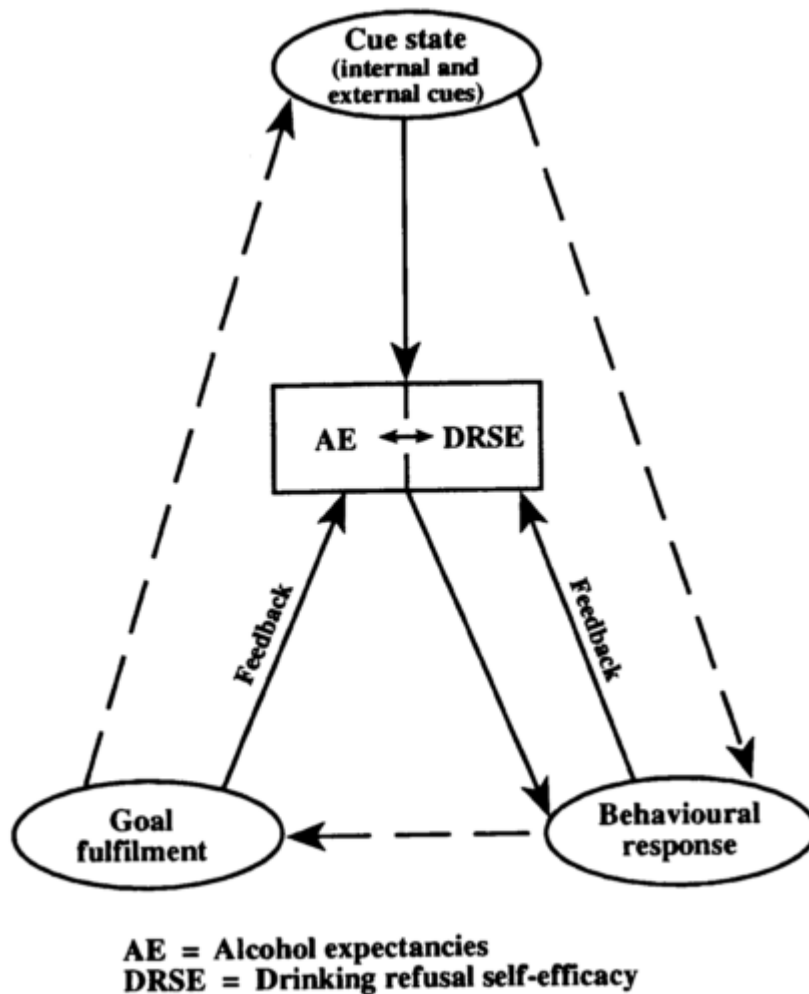 Cue state
(internal and
external cues)
AE
DRSE
Feedback
Feedback
Goal
fulfilment
Behavioural
response
AE = Alcohol expectancies
DRSE = Drinking refusal self-efficacy